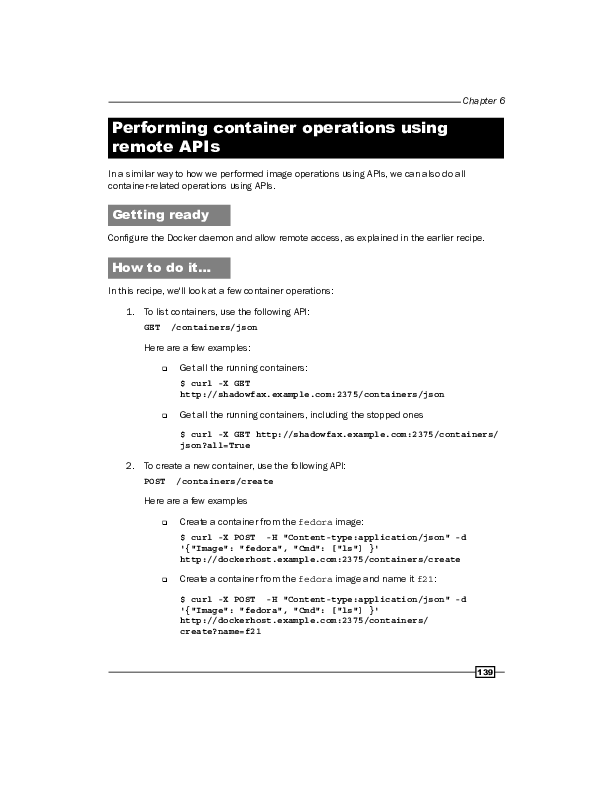 Chapter 6
Performing container operations using
remote APIs
In a similar way to how we performed image operations using APIs, we can also do all
container-related operations using APIs.
Getting ready
Configure the Docker daemon and allow remote access, as explained in the earlier recipe.
How to do it…
In this recipe, we'll look at a few container operations:
1. To list containers, use the following API:
GET  /containers/json
Here are a few examples:
❑ Get all the running containers:
$ curl -X GET
http://shadowfax.example.com:2375/containers/json
❑ Get all the running containers, including the stopped ones
$ curl -X GET http://shadowfax.example.com:2375/containers/
json?all=True
2. To create a new container, use the following API:
POST  /containers/create
Here are a few examples
❑ Create a container from the fedora image:
$ curl -X POST  -H "Content-type:application/json" -d
'{"Image": "fedora", "Cmd": ["ls"] }'
http://dockerhost.example.com:2375/containers/create
❑ Create a container from the fedora image and name it f21:
$ curl -X POST  -H "Content-type:application/json" -d
'{"Image": "fedora", "Cmd": ["ls"] }'
http://dockerhost.example.com:2375/containers/
create?name=f21
139